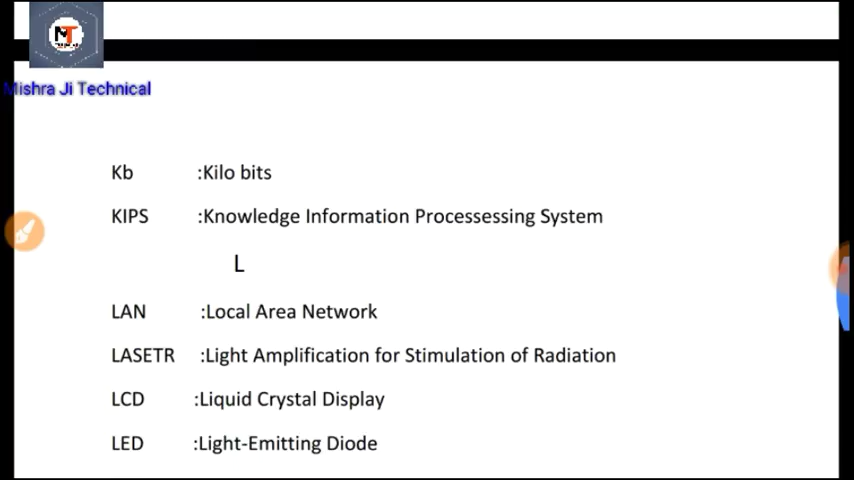 MT
Mishra Ji Technical
Kb :Kilo bits
KIPS :Knowledge Information Processessing System
L
LAN :Local Area Network
LASETR :Light Amplification for Stimulation of Radiation
LCD :Liquid Crystal Display
LED :Light-Emitting Diode